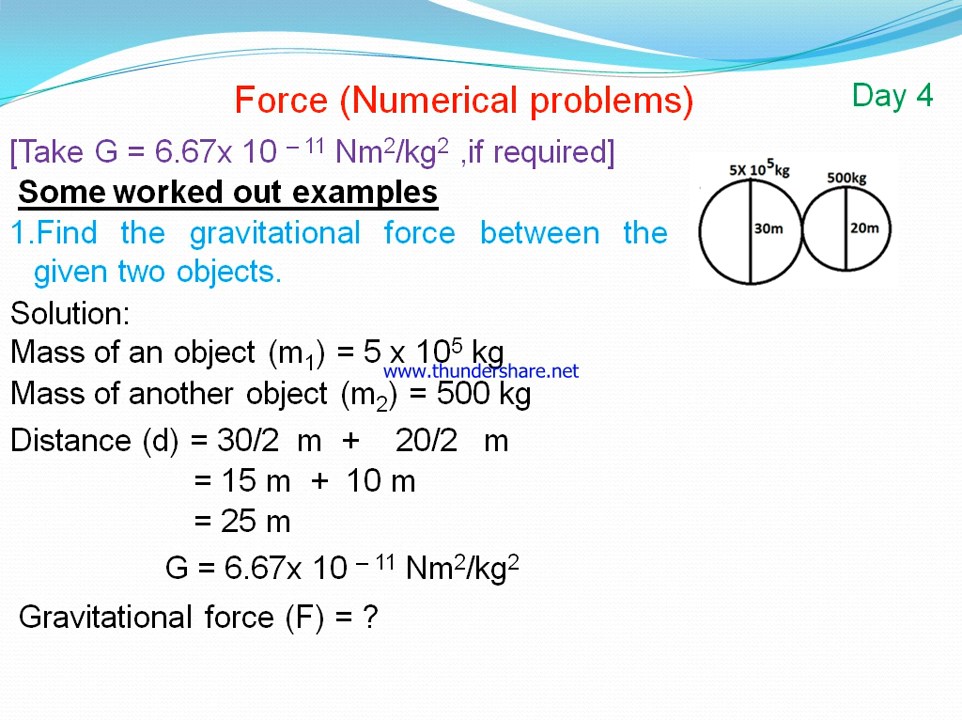 Force (Numerical problems)
Day 4
[Take G = 6.67x 10 ⁻ ¹¹ Nm²/kg² ,if required]
Some worked out examples
5X 10⁵kg
500kg
30m
20m
1.Find the gravitational force between the
given two objects.
Solution:
Mass of an object (m₁) = 5 x 10⁵ kg
www.thundershare.net
Mass of another object (m₂) = 500 kg
Distance (d) = 30/2 m + 20/2 m
= 15 m + 10 m
= 25 m
G = 6.67x 10 ⁻ ¹¹ Nm²/kg²
Gravitational force (F) = ?